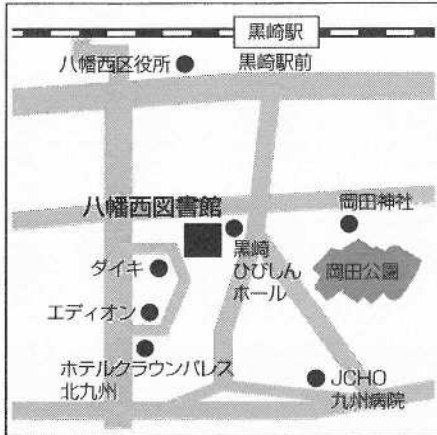 黒崎駅
八幡西区役所
黒崎駅前
八幡西図書館
岡田神社
黒崎
ひびしん
ホール
岡田公園
ダイキ
エディオン
ホテルクラウンパレス
北九州
JCHO
九州病院